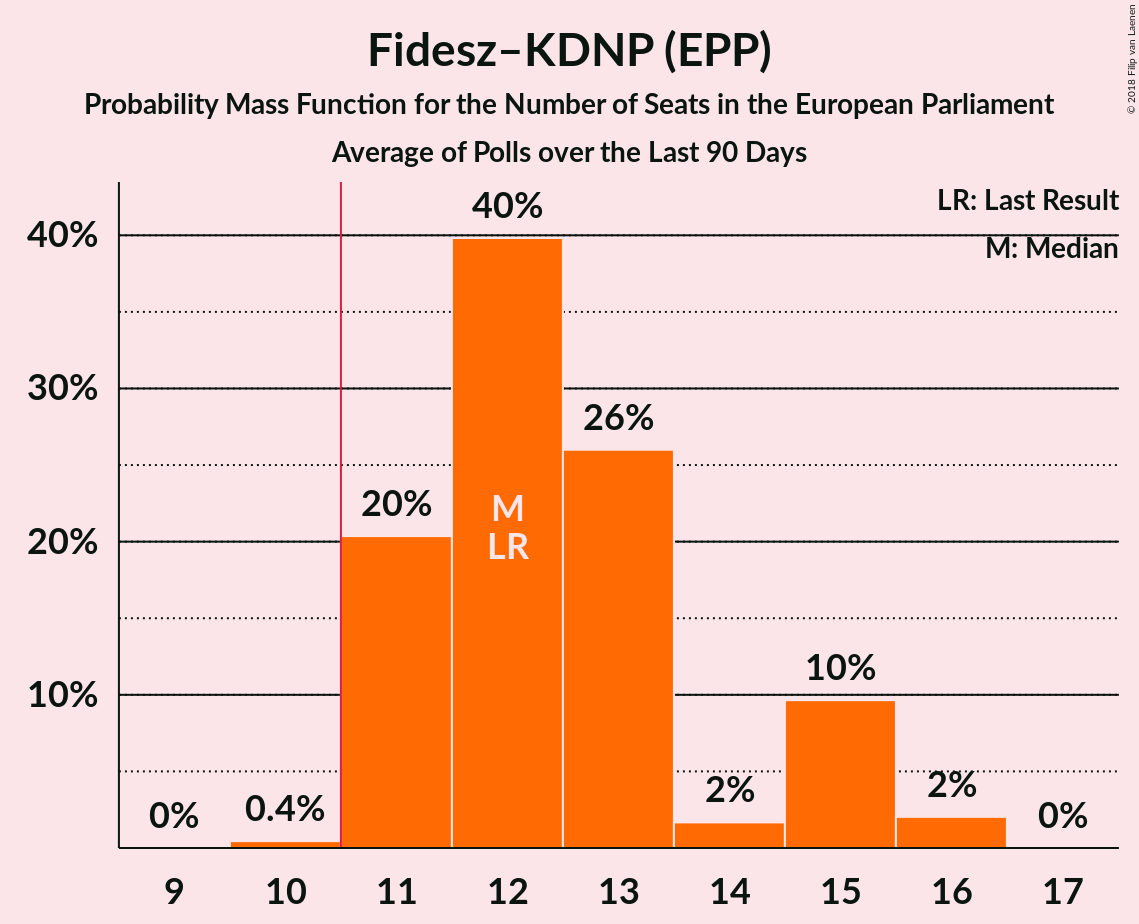 Fidesz–KDNP (EPP)
Probability Mass Function for the Number of Seats in the European Parliament
Average of Polls over the Last 90 Days
© 2018 Filip van Laenen
LR: Last Result
M: Median
40%
30%
20%
10%
0%
0.4%
20%
40%
26%
2%
10%
2%
0%
M
LR
9 10 11 12 13 14 15 16 17